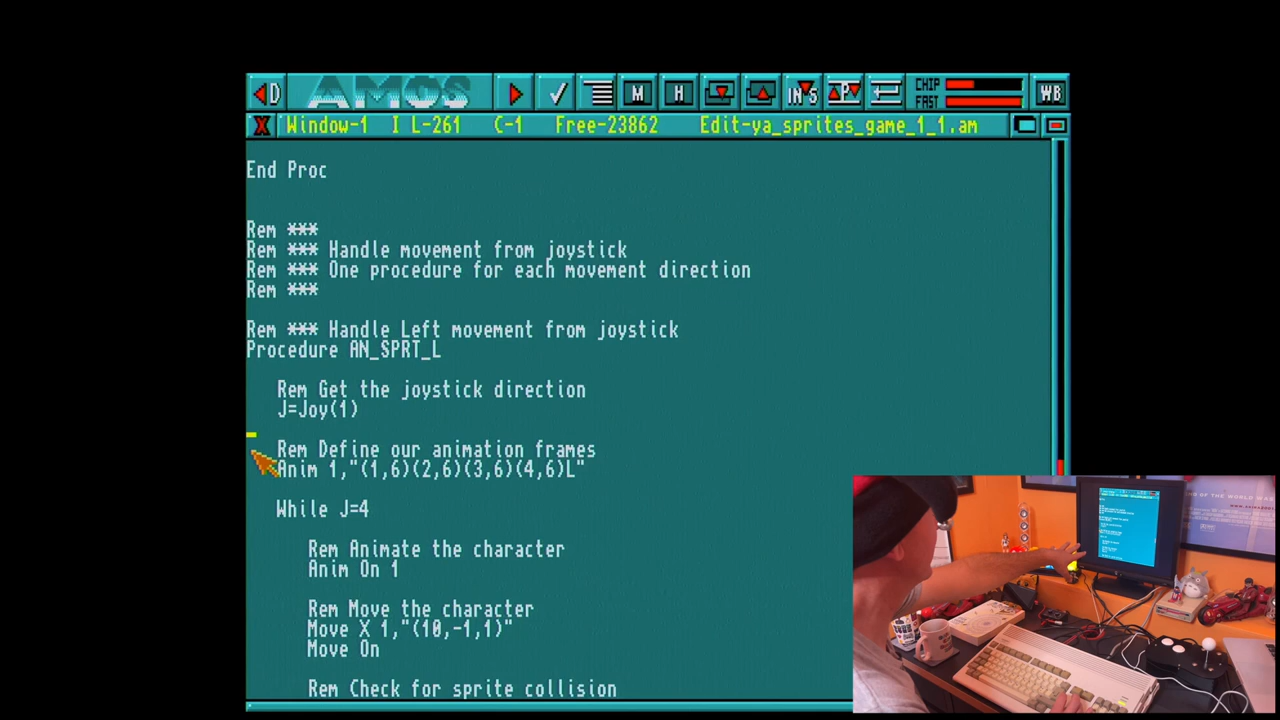 D AMOS M H INS P CHIP FAST WB
X Window-1 I L-261 C-1 Free-23862 Edit-ya_sprites_game_1_1.am
End Proc
Rem ***
Rem *** Handle movement from joystick
Rem *** One procedure for each movement direction
Rem ***
Rem *** Handle Left movement from joystick
Procedure AN_SPRT_L
Rem Get the joystick direction
J=Joy(1)
Rem Define our animation frames
Anim 1,"(1,6)(2,6)(3,6)(4,6)L"
While J=4
Rem Animate the character
Anim On 1
Rem Move the character
Move X 1,"(10,-1,1)"
Move On
Rem Check for sprite collision